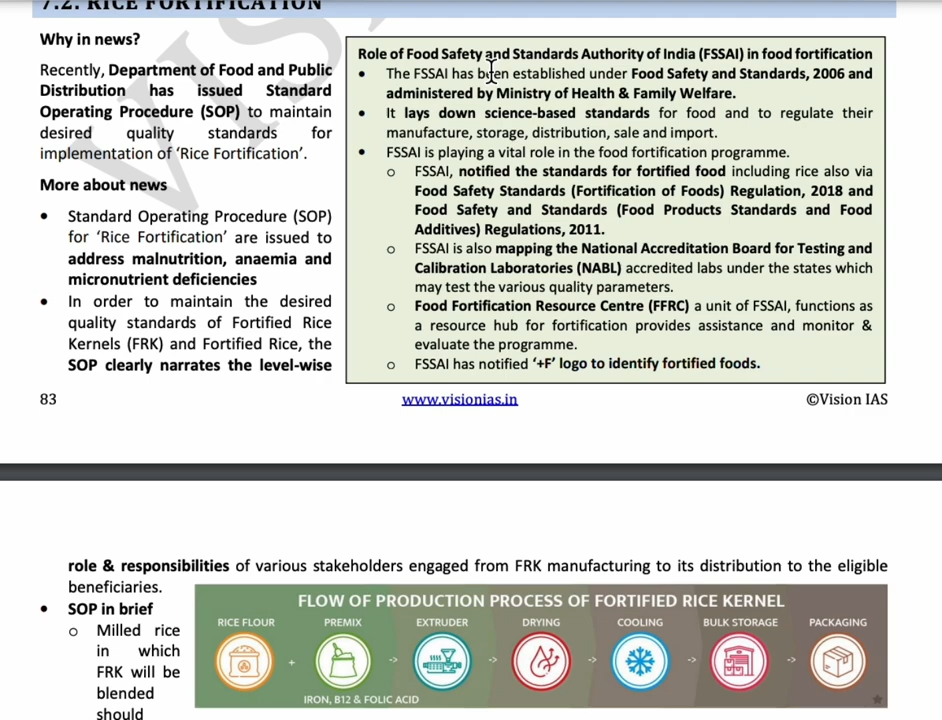 7.2. RICE FORTIFICATION
Why in news?
Recently, Department of Food and Public
Distribution has issued Standard
Operating Procedure (SOP) to maintain
desired quality standards for
implementation of ‘Rice Fortification’.
More about news
• Standard Operating Procedure (SOP)
for ‘Rice Fortification’ are issued to
address malnutrition, anaemia and
micronutrient deficiencies
• In order to maintain the desired
quality standards of Fortified Rice
Kernels (FRK) and Fortified Rice, the
SOP clearly narrates the level-wise
Role of Food Safety and Standards Authority of India (FSSAI) in food fortification
• The FSSAI has been established under Food Safety and Standards, 2006 and
administered by Ministry of Health & Family Welfare.
• It lays down science-based standards for food and to regulate their
manufacture, storage, distribution, sale and import.
• FSSAI is playing a vital role in the food fortification programme.
o FSSAI, notified the standards for fortified food including rice also via
Food Safety Standards (Fortification of Foods) Regulation, 2018 and
Food Safety and Standards (Food Products Standards and Food
Additives) Regulations, 2011.
o FSSAI is also mapping the National Accreditation Board for Testing and
Calibration Laboratories (NABL) accredited labs under the states which
may test the various quality parameters.
o Food Fortification Resource Centre (FFRC) a unit of FSSAI, functions as
a resource hub for fortification provides assistance and monitor &
evaluate the programme.
o FSSAI has notified ‘+F’ logo to identify fortified foods.
VISI
83 www.visionias.in ©Vision IAS
role & responsibilities of various stakeholders engaged from FRK manufacturing to its distribution to the eligible
beneficiaries.
• SOP in brief
o Milled rice
in which
FRK will be
blended
should
FLOW OF PRODUCTION PROCESS OF FORTIFIED RICE KERNEL
RICE FLOUR PREMIX EXTRUDER DRYING COOLING BULK STORAGE PACKAGING
+ -> -> -> -> ->
IRON, B12 & FOLIC ACID